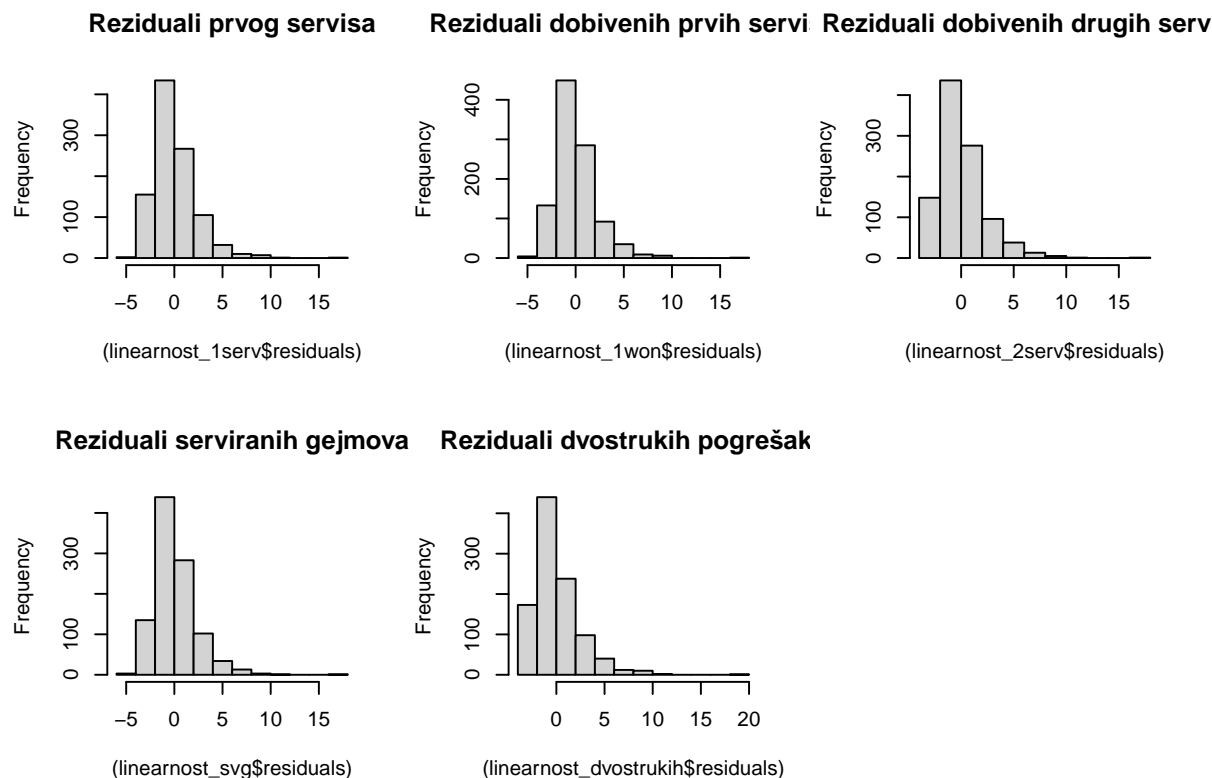 Reziduali prvog servisa
Reziduali dobivenih prvih servi
Reziduali dobivenih drugih serv
Frequency
0 100 300
−5 0 5 10 15
(linearnost_1serv$residuals)
Frequency
0 200 400
−5 0 5 10 15
(linearnost_1won$residuals)
Frequency
0 100 300
0 5 10 15
(linearnost_2serv$residuals)
Reziduali serviranih gejmova
Reziduali dvostrukih pogrešak
Frequency
0 100 300
−5 0 5 10 15
(linearnost_svg$residuals)
Frequency
0 100 300
0 5 10 15 20
(linearnost_dvostrukih$residuals)